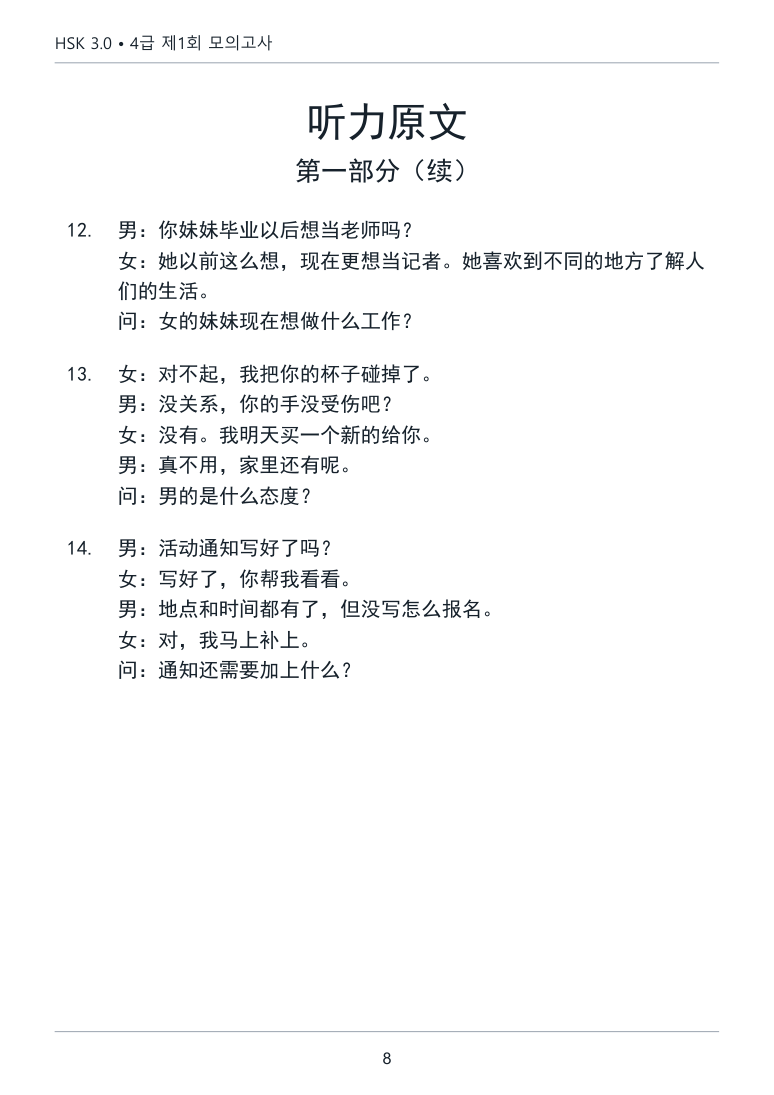 HSK 3.0 • 4급 제1회 모의고사
听力原文
第一部分（续）
12. 男：你妹妹毕业以后想当老师吗？
女：她以前这么想，现在更想当记者。她喜欢到不同的地方了解人
们的生活。
问：女的妹妹现在想做什么工作？
13. 女：对不起，我把你的杯子碰掉了。
男：没关系，你的手没受伤吧？
女：没有。我明天买一个新的给你。
男：真不用，家里还有呢。
问：男的是什么态度？
14. 男：活动通知写好了吗？
女：写好了，你帮我看看。
男：地点和时间都有了，但没写怎么报名。
女：对，我马上补上。
问：通知还需要加上什么？
8